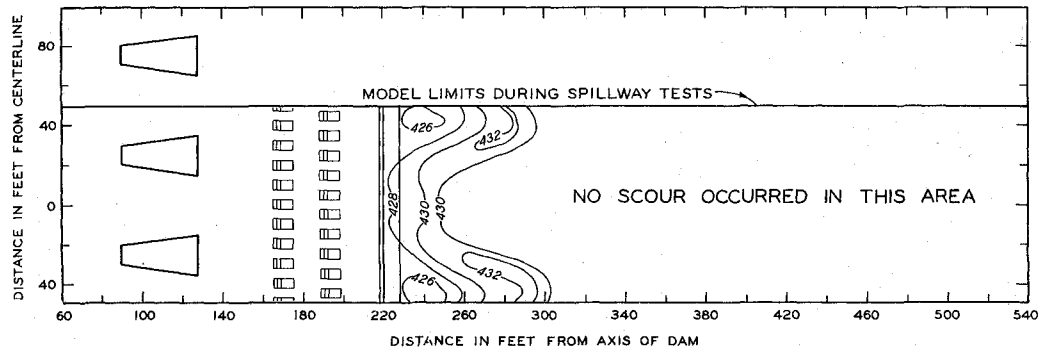 DISTANCE IN FEET FROM CENTERLINE
80
40
0
40
MODEL LIMITS DURING SPILLWAY TESTS
426
432
428
430
430
NO SCOUR OCCURRED IN THIS AREA
426
432
60 100 140 180 220 260 300 340 380 420 460 500 540
DISTANCE IN FEET FROM AXIS OF DAM